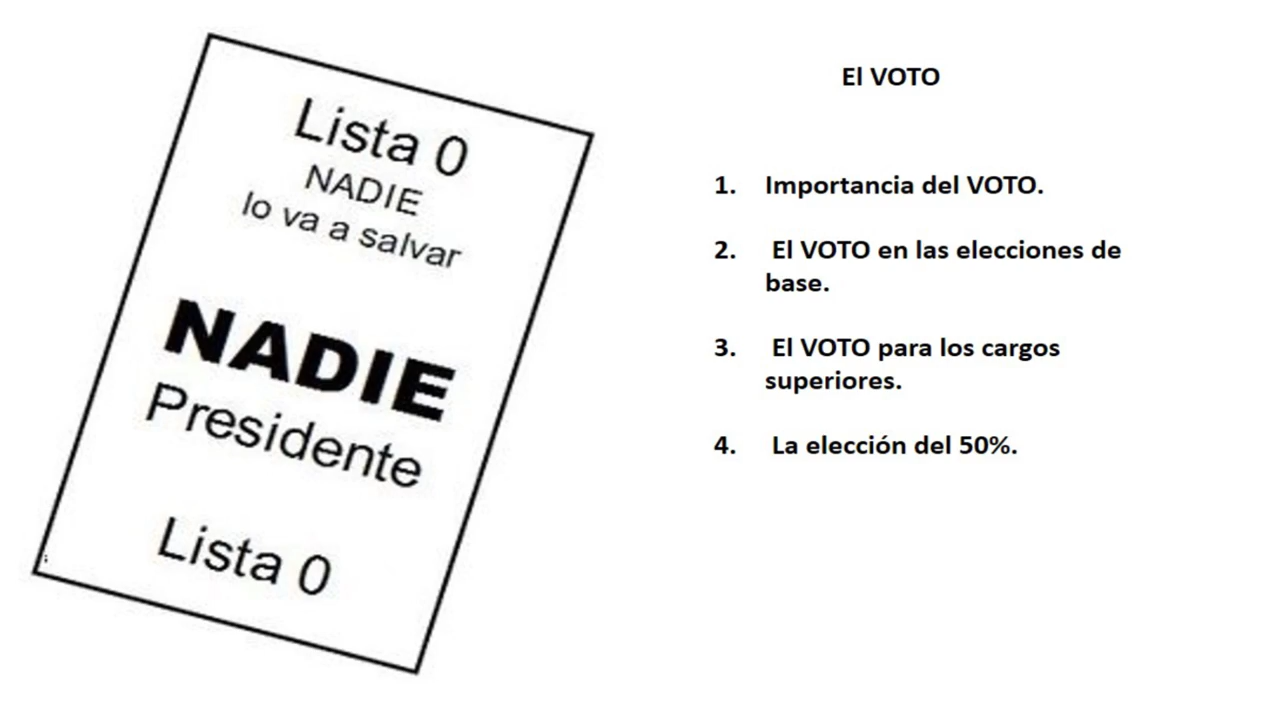 Lista 0
NADIE
lo va a salvar
NADIE
Presidente
Lista 0
El VOTO
1. Importancia del VOTO.
2. El VOTO en las elecciones de
base.
3. El VOTO para los cargos
superiores.
4. La elección del 50%.